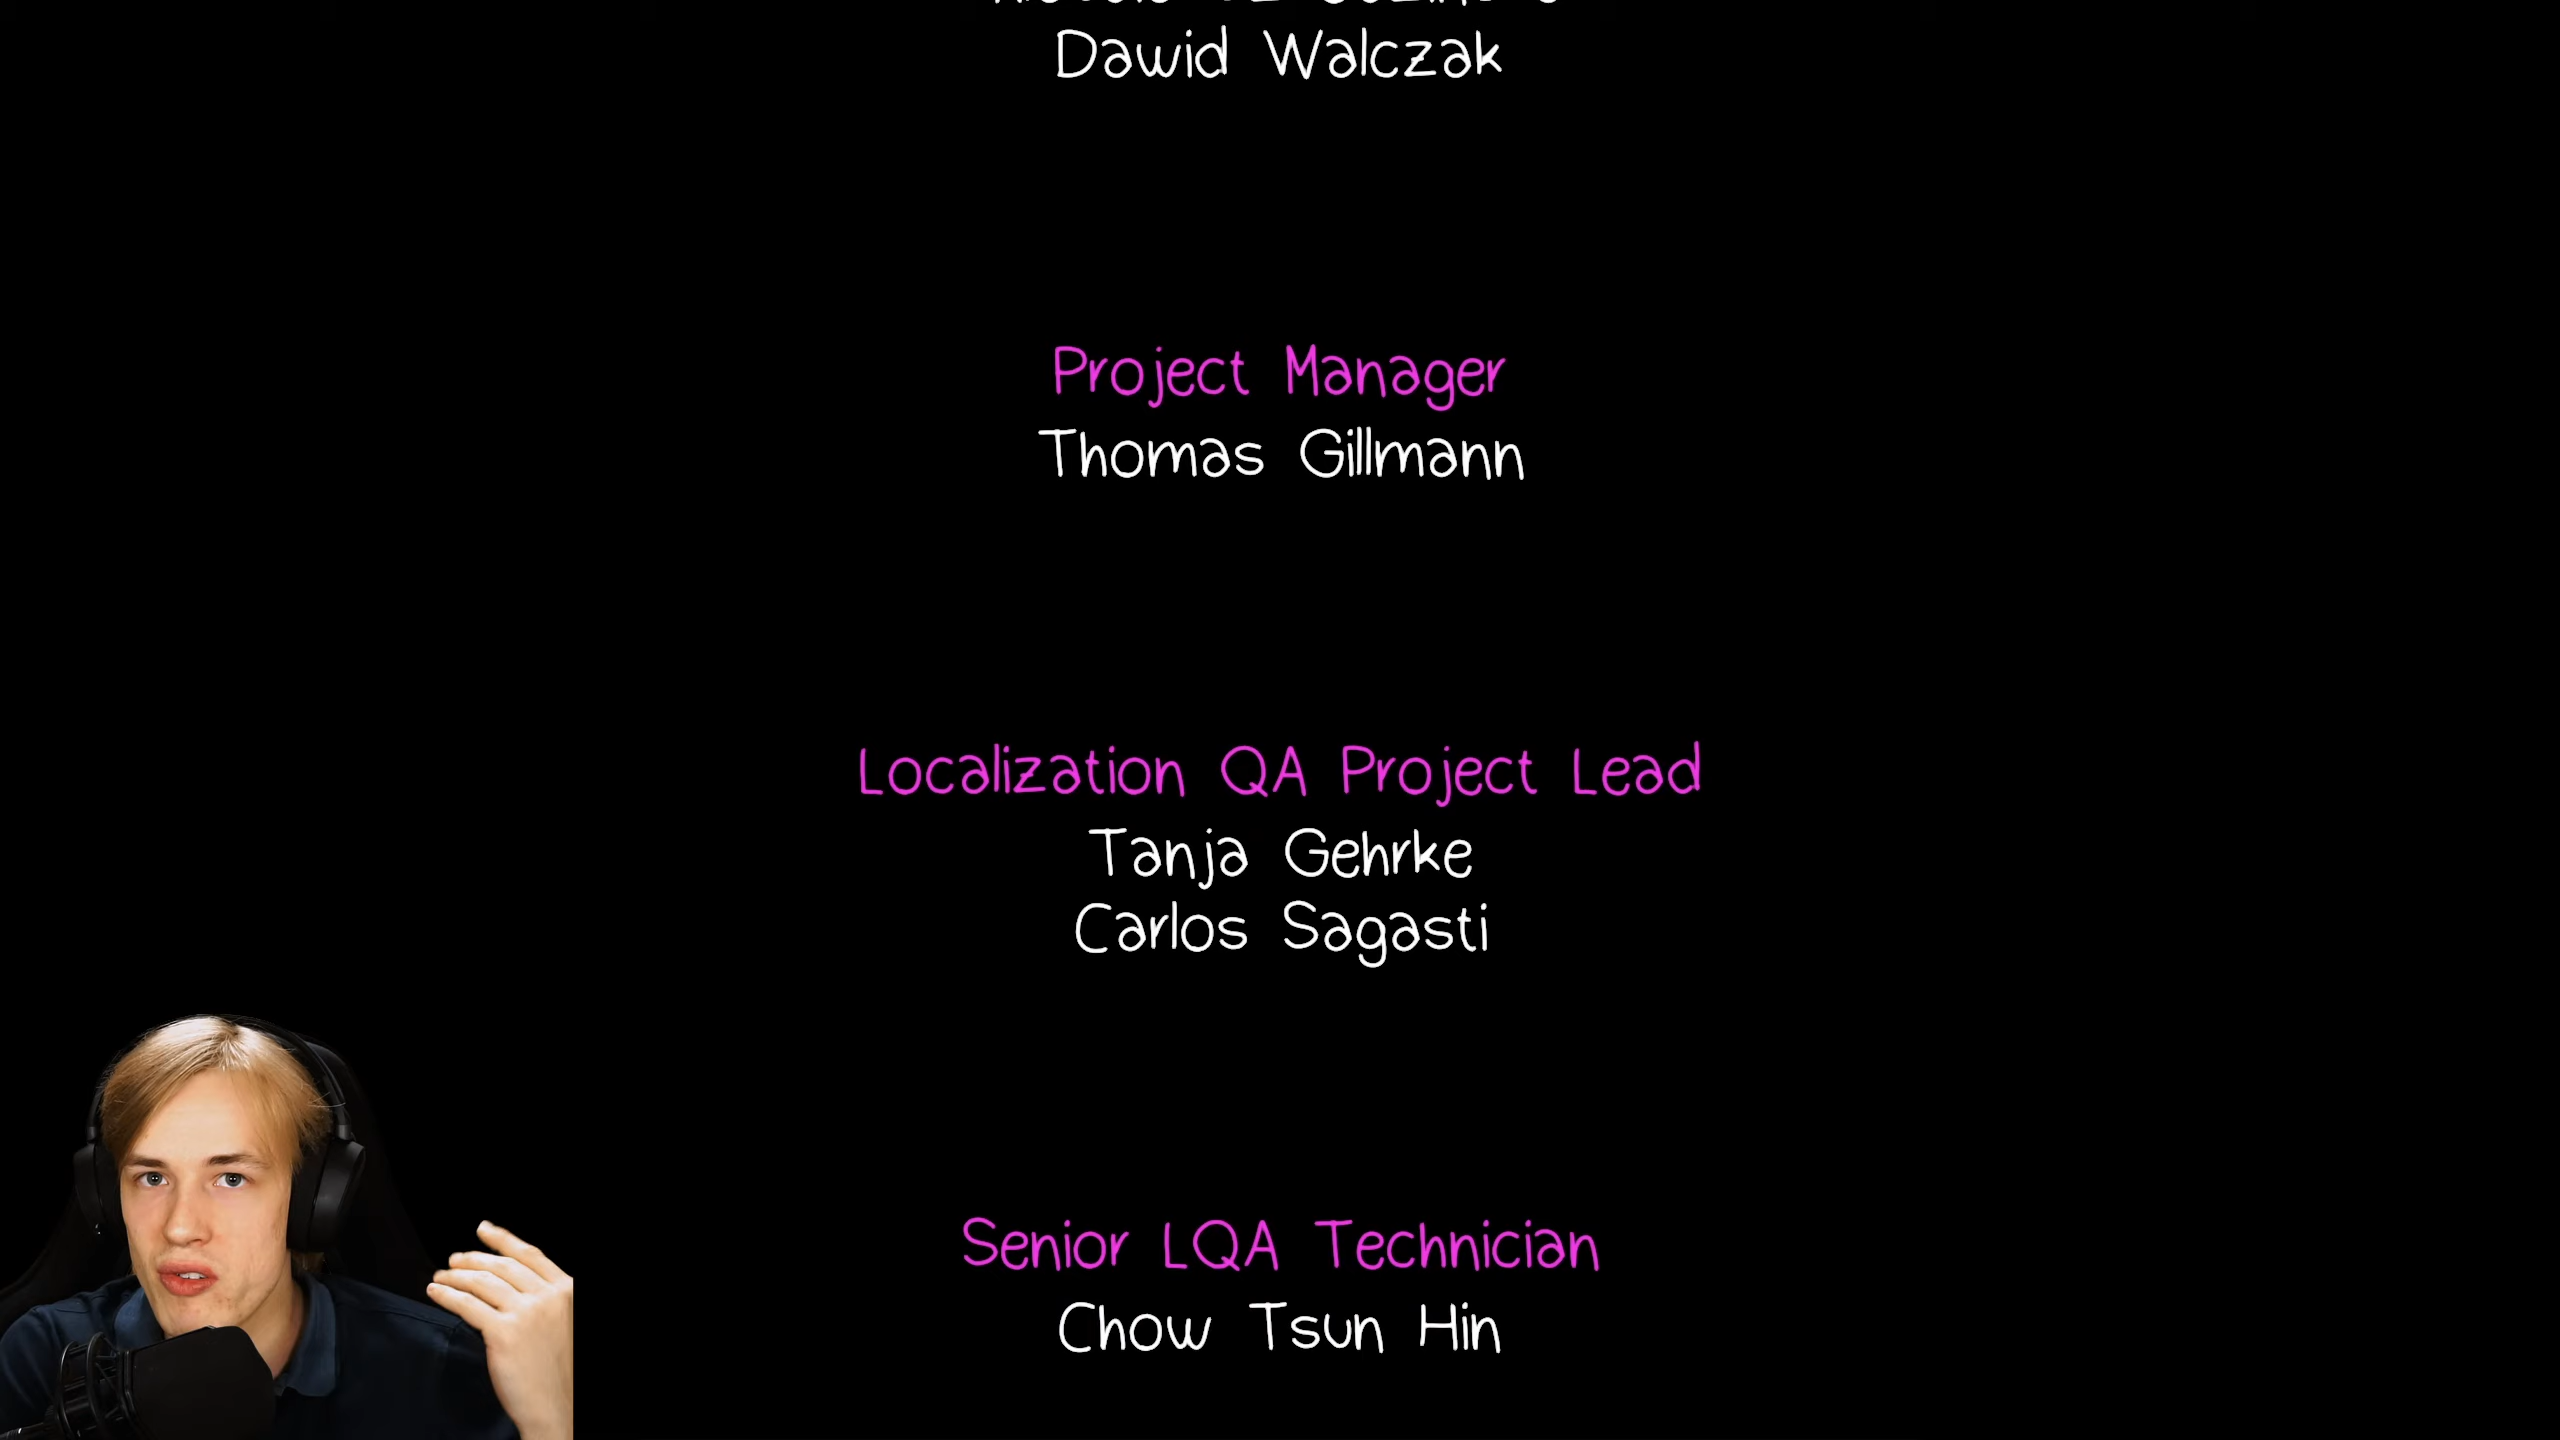 Dawid Walczak
Project Manager
Thomas Gillmann
Localization QA Project Lead
Tanja Gehrke
Carlos Sagasti
Senior LQA Technician
Chow Tsun Hin